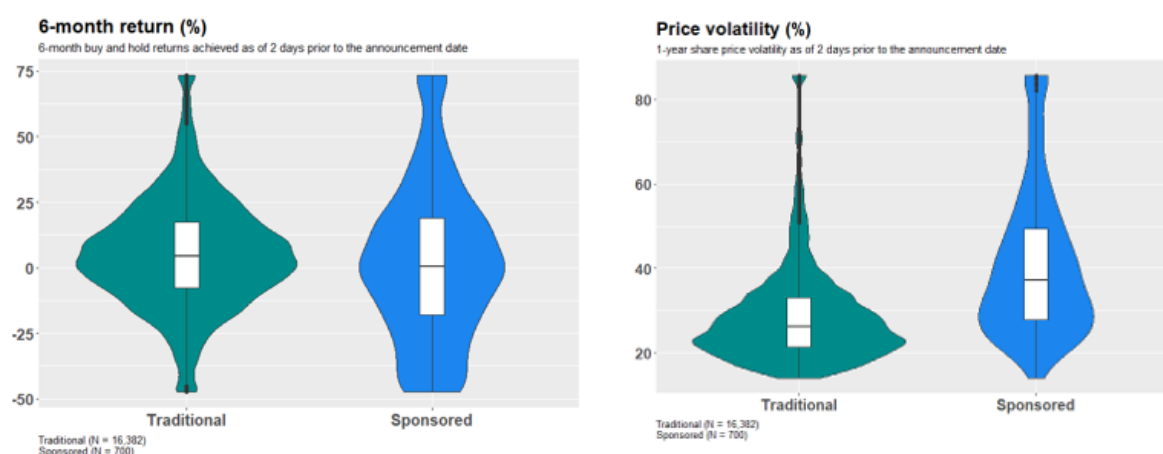 6-month return (%)
6-month buy and hold returns achieved as of 2 days prior to the announcement date
75
50
25
0
-25
-50
Traditional Sponsored
Traditional (N = 16,382)
Sponsored (N = 700)
Price volatility (%)
1-year share price volatility as of 2 days prior to the announcement date
80
60
40
20
Traditional Sponsored
Traditional (N = 16,382)
Sponsored (N = 700)